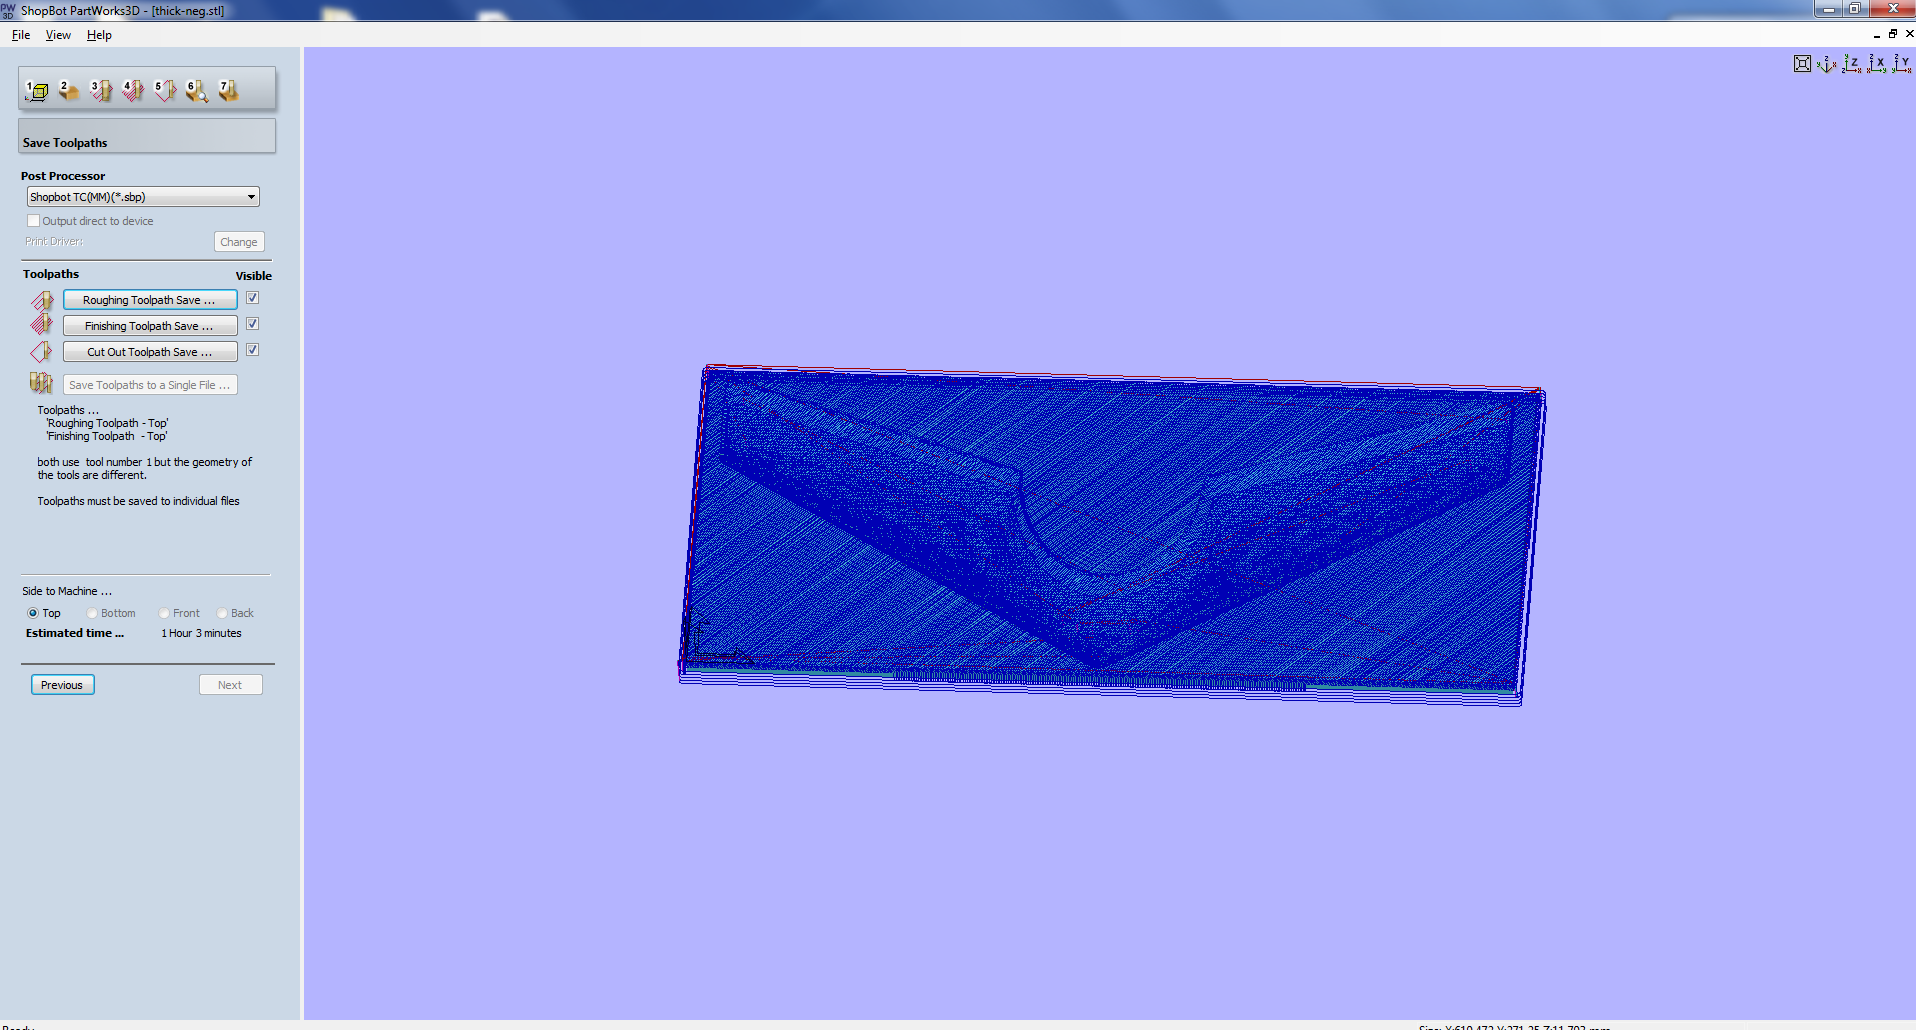 PW
3D
ShopBot PartWorks3D - [thick-neg.stl]
File View Help
1 2 3 4 5 6 7
Z X Y
Save Toolpaths
Post Processor
Shopbot TC(MM)(*.sbp)
Output direct to device
Print Driver:
Change
Toolpaths Visible
Roughing Toolpath Save ...
Finishing Toolpath Save ...
Cut Out Toolpath Save ...
Save Toolpaths to a Single File ...
Toolpaths ...
'Roughing Toolpath - Top'
'Finishing Toolpath - Top'
both use tool number 1 but the geometry of
the tools are different.
Toolpaths must be saved to individual files
Side to Machine ...
Top Bottom Front Back
Estimated time ... 1 Hour 3 minutes
Previous Next
Ready